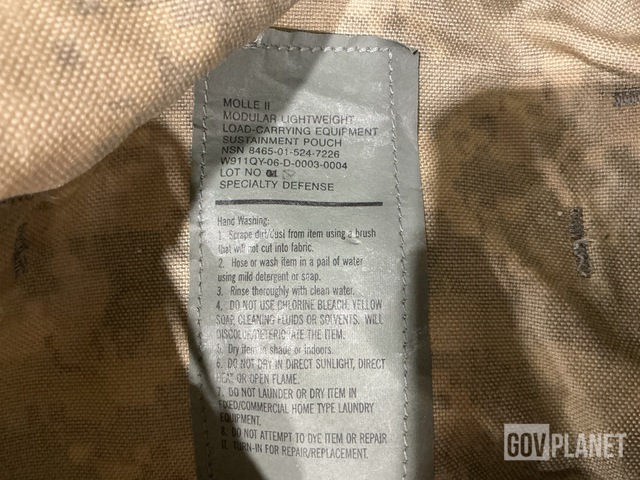 MOLLE II
MODULAR LIGHTWEIGHT
LOAD-CARRYING EQUIPMENT
SUSTAINMENT POUCH
NSN 8465-01-524-7226
W911QY-06-D-0003-0004
LOT NO
SPECIALTY DEFENSE
Hand Washing:
1. Scrape dirt/dust from item using a brush
that will not cut into fabric.
2. Hose or wash item in a pail of water
using mild detergent or soap.
3. Rinse thoroughly with clean water.
4. DO NOT USE CHLORINE BLEACH, YELLOW
SOAP, CLEANING FLUIDS OR SOLVENTS. WILL
DISCOLOR/DETERIORATE THE ITEM.
5. Dry item in shade or indoors.
6. DO NOT DRY IN DIRECT SUNLIGHT, DIRECT
HEAT OR OPEN FLAME.
7. DO NOT LAUNDER OR DRY ITEM IN
FIXED/COMMERCIAL HOME TYPE LAUNDRY
EQUIPMENT.
8. DO NOT ATTEMPT TO DYE ITEM OR REPAIR
IT. TURN-IN FOR REPAIR/REPLACEMENT.
GOVPLANET